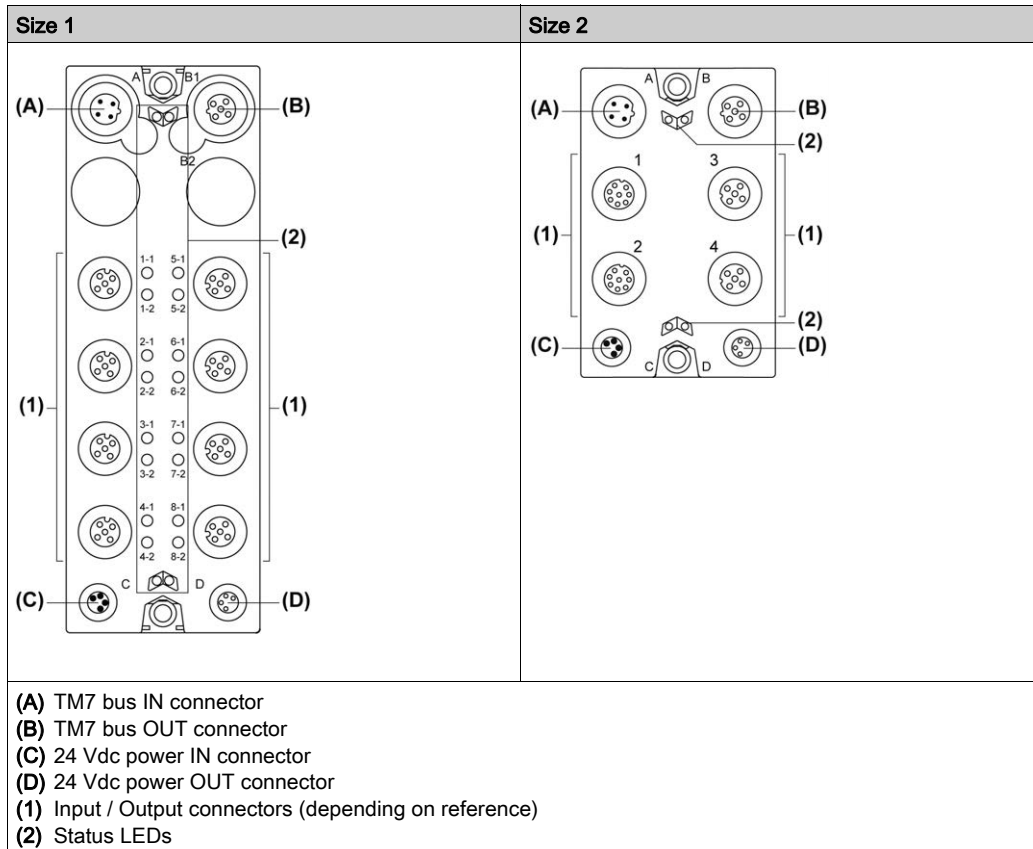 Size 1
Size 2
A B1
(A) (B)
B2
(2)
1-1 5-1
1-2 5-2
2-1 6-1
2-2 6-2
(1) (1)
3-1 7-1
3-2 7-2
4-1 8-1
4-2 8-2
C D
(C) (D)
A B
(A) (B)
(2)
1 3
(1) (1)
2 4
(2)
(C) (D)
C D
(A) TM7 bus IN connector
(B) TM7 bus OUT connector
(C) 24 Vdc power IN connector
(D) 24 Vdc power OUT connector
(1) Input / Output connectors (depending on reference)
(2) Status LEDs